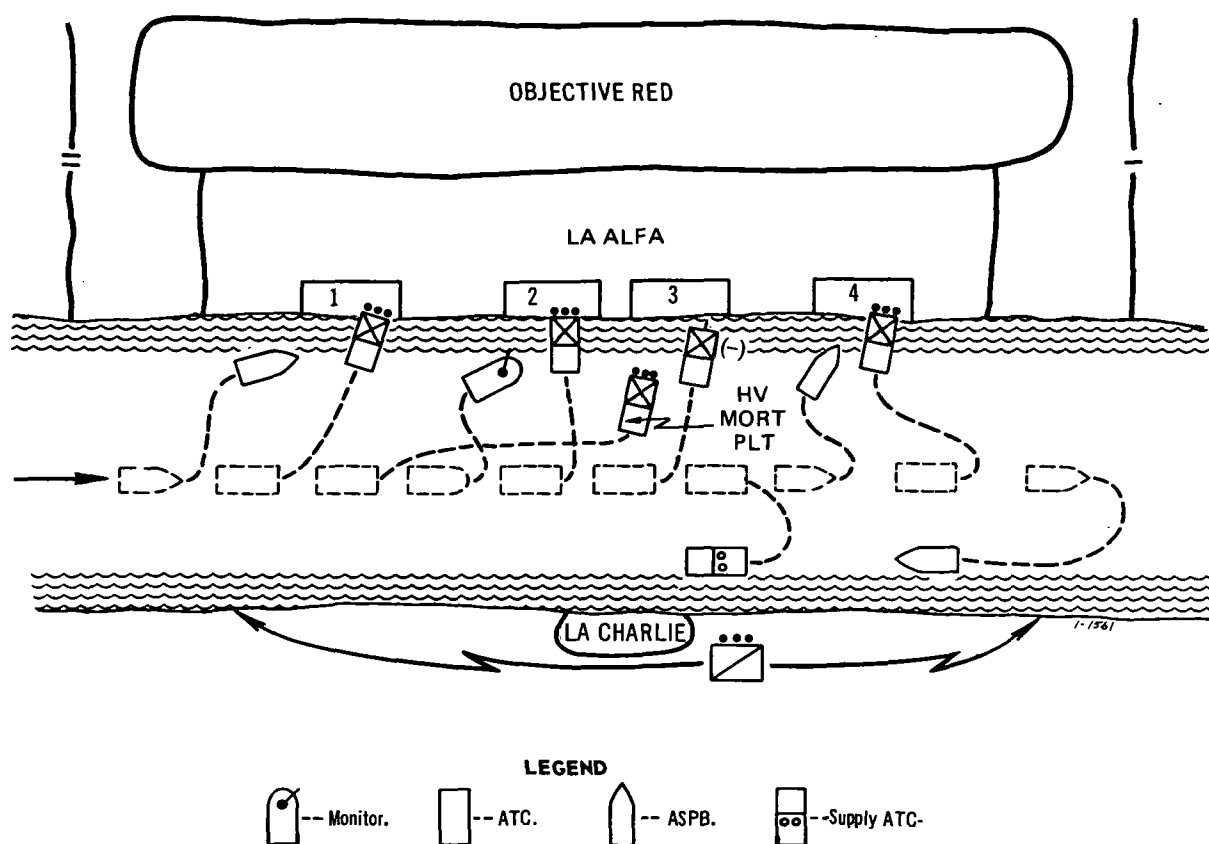 OBJECTIVE RED
LA ALFA
1
2
3
4
(-)
HV
MORT
PLT
LA CHARLIE
1-1561
LEGEND
-- Monitor.
-- ATC.
-- ASPB.
--Supply ATC-